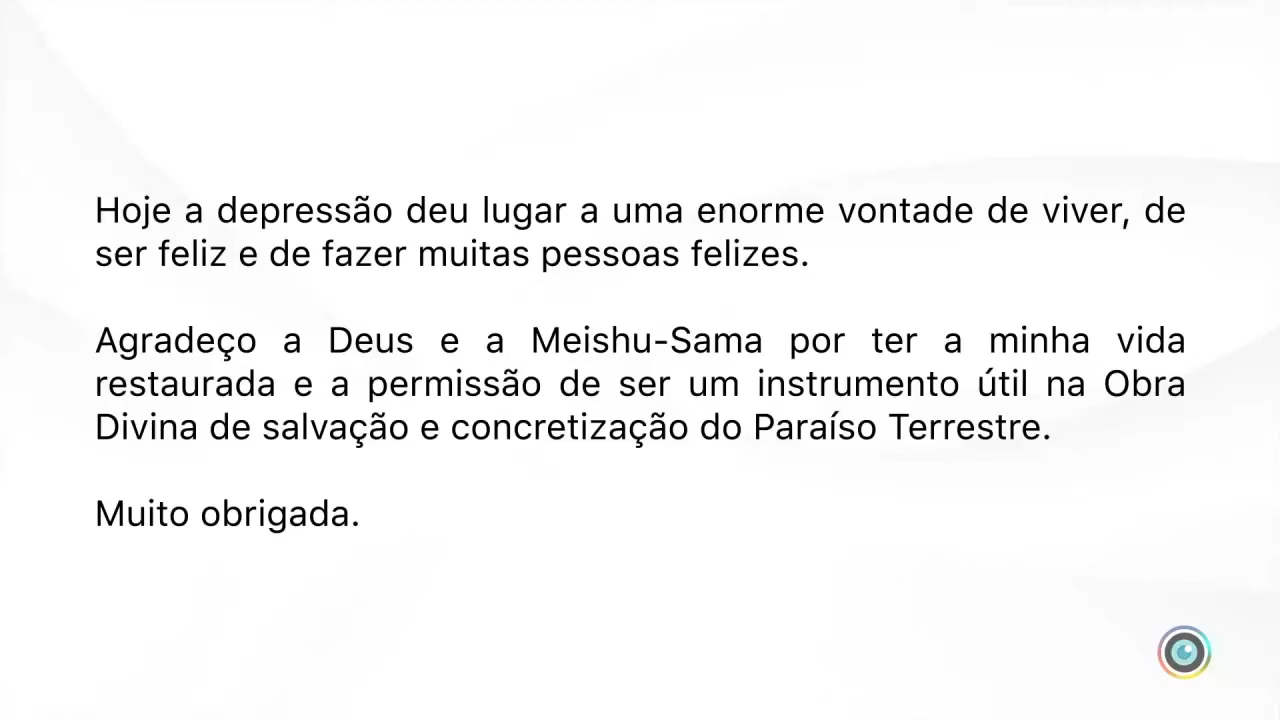 Hoje a depressão deu lugar a uma enorme vontade de viver, de
ser feliz e de fazer muitas pessoas felizes.
Agradeço a Deus e a Meishu-Sama por ter a minha vida
restaurada e a permissão de ser um instrumento útil na Obra
Divina de salvação e concretização do Paraíso Terrestre.
Muito obrigada.